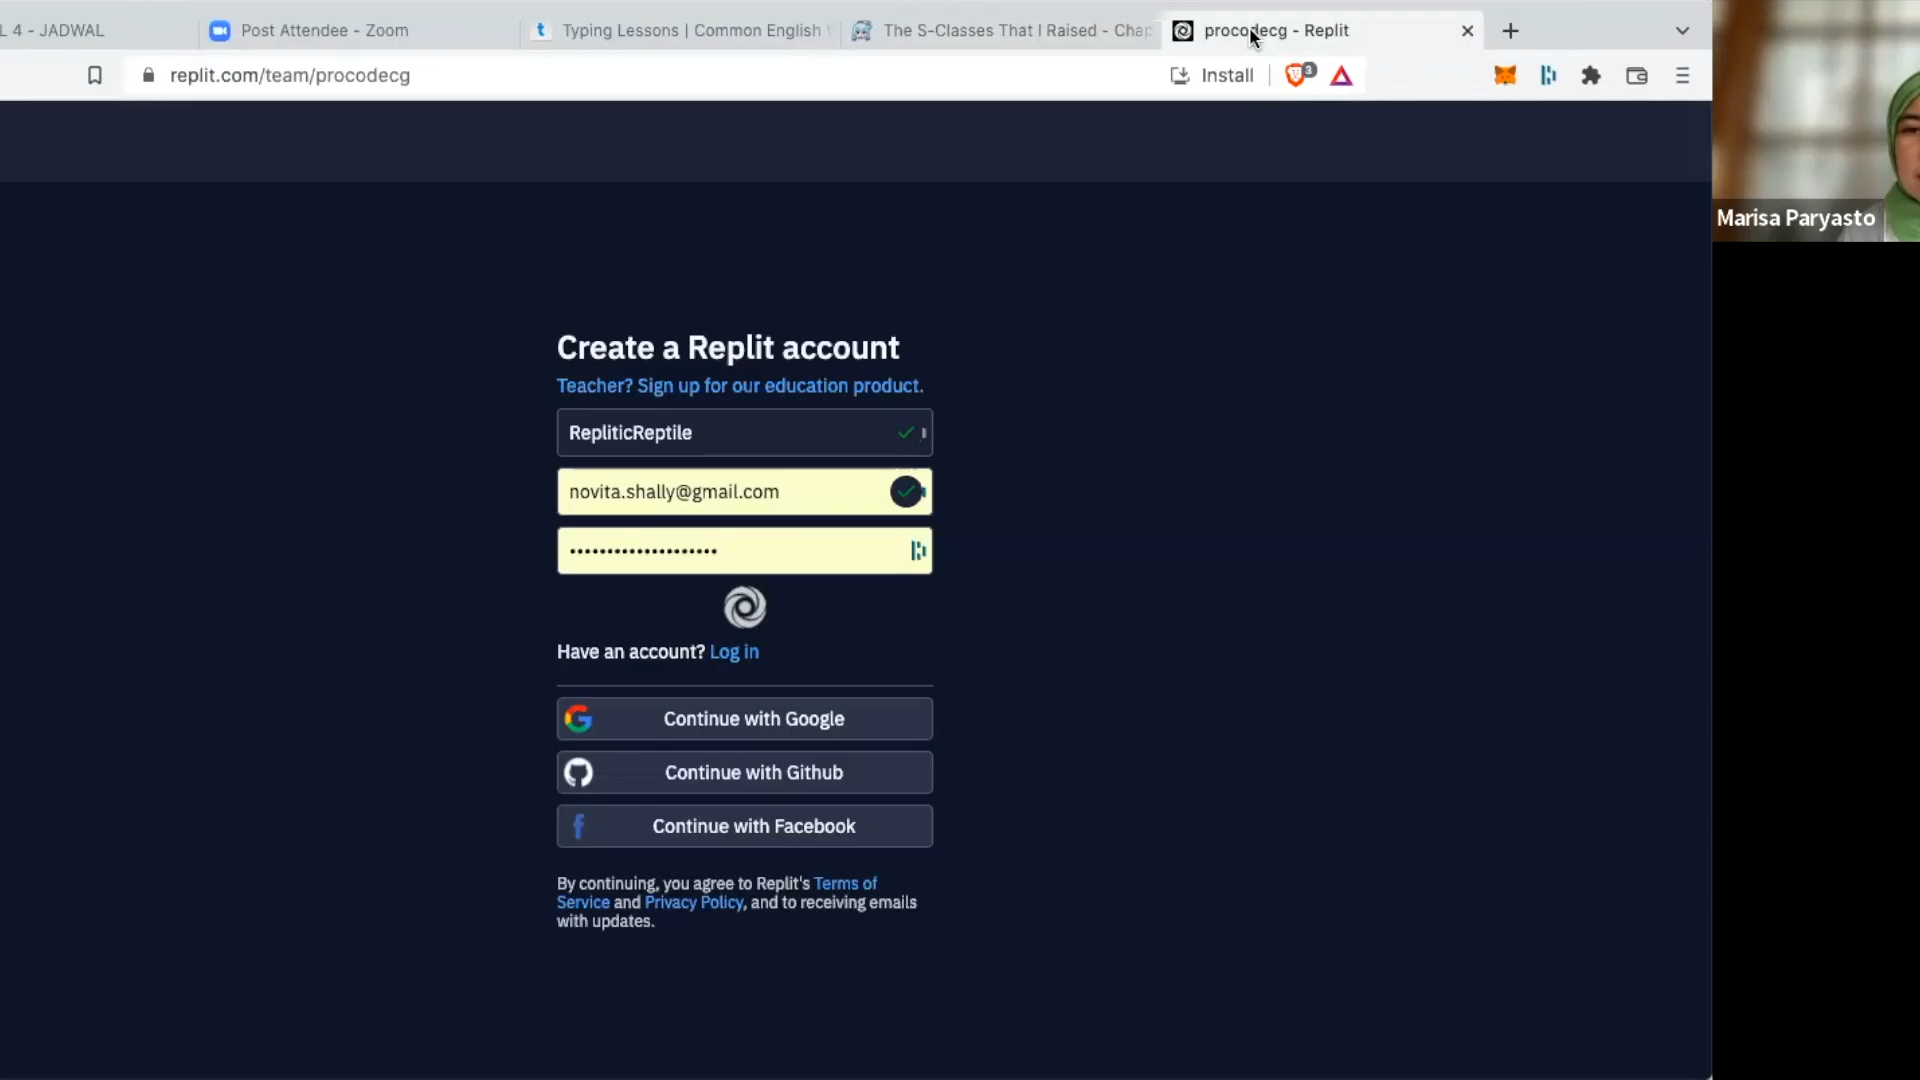 L 4 - JADWAL
Post Attendee - Zoom
Typing Lessons | Common English
The S-Classes That I Raised - Chap
procodecg - Replit
replit.com/team/procodecg
Install
3
Marisa Paryasto
Create a Replit account
Teacher? Sign up for our education product.
RepliticReptile
novita.shally@gmail.com
Have an account? Log in
Continue with Google
Continue with Github
Continue with Facebook
By continuing, you agree to Replit's Terms of
Service and Privacy Policy, and to receiving emails
with updates.